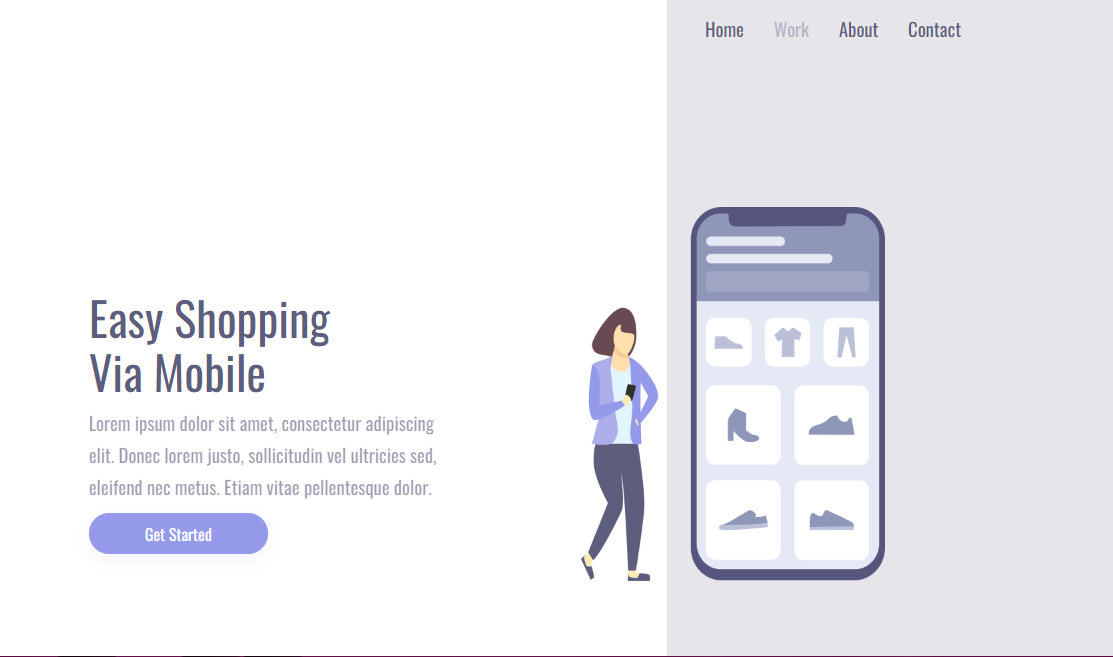 Home Work About Contact
Easy Shopping
Via Mobile
Lorem ipsum dolor sit amet, consectetur adipiscing
elit. Donec lorem justo, sollicitudin vel ultricies sed,
eleifend nec metus. Etiam vitae pellentesque dolor.
Get Started